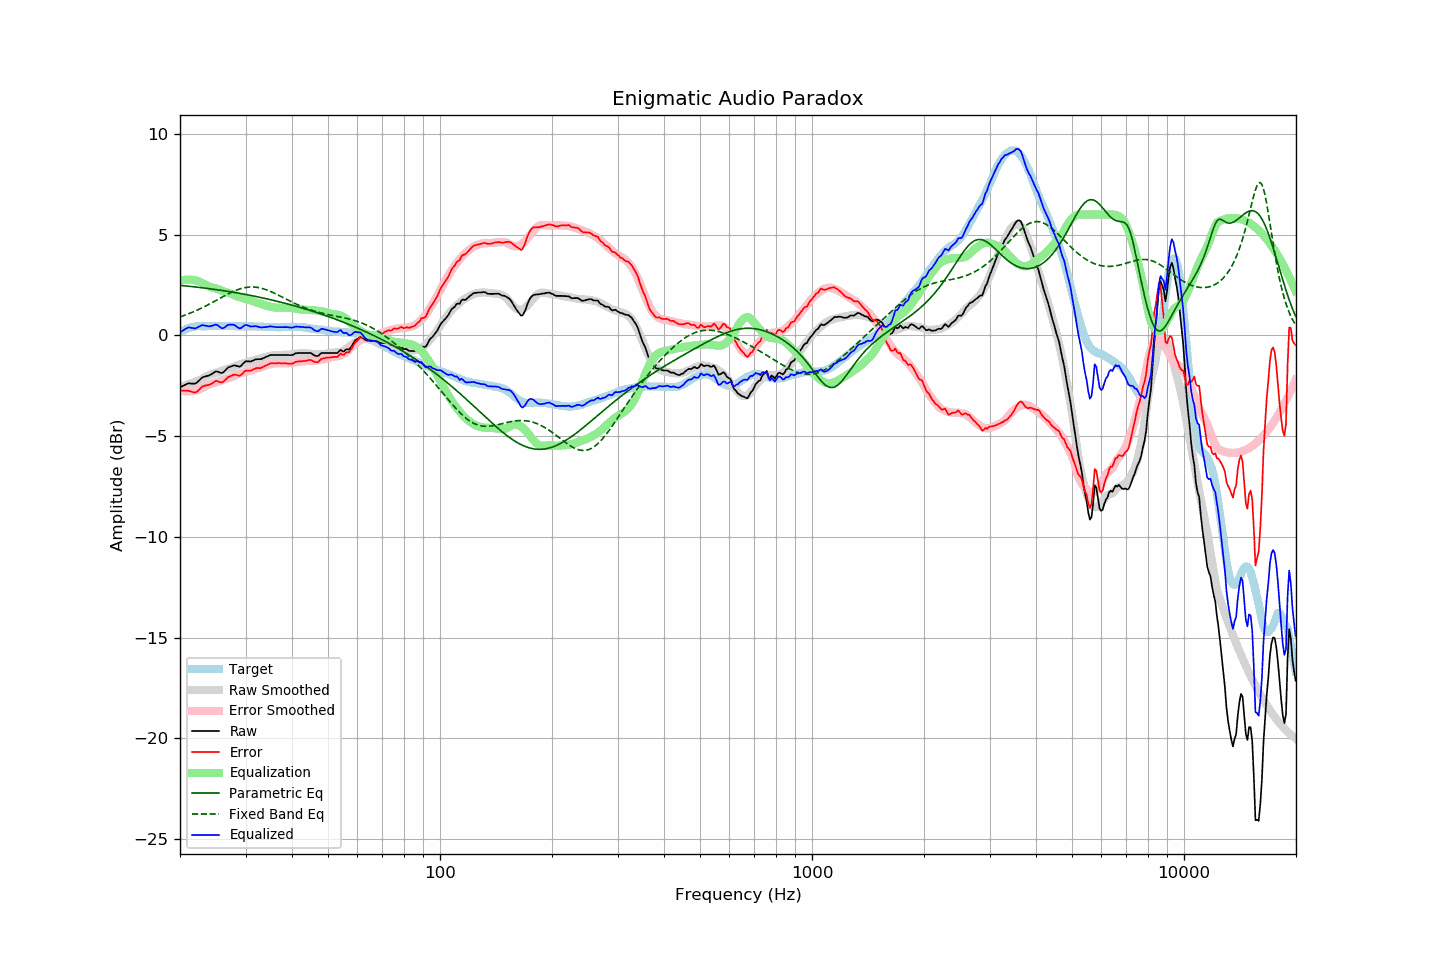 Enigmatic Audio Paradox
10
5
0
−5
−10
−15
−20
−25
Amplitude (dBr)
Target
Raw Smoothed
Error Smoothed
Raw
Error
Equalization
Parametric Eq
Fixed Band Eq
Equalized
100
1000
10000
Frequency (Hz)